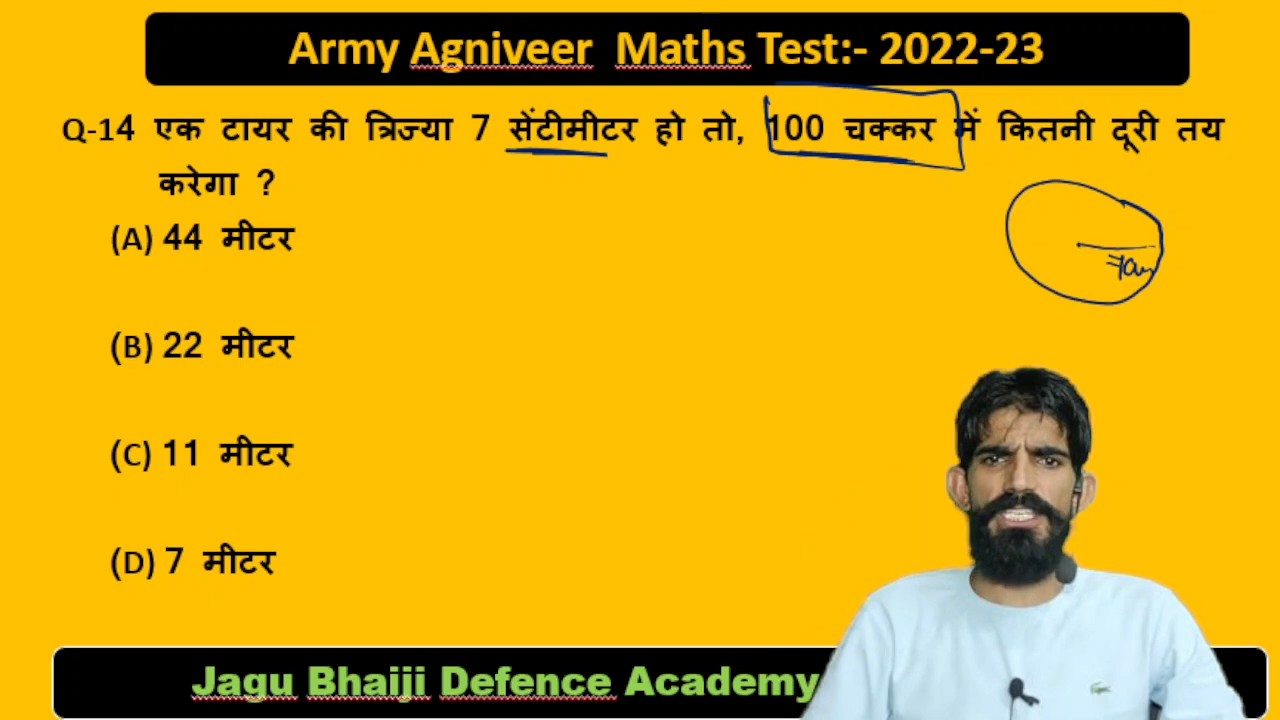 Army Agniveer Maths Test:- 2022-23
Q-14 एक टायर की त्रिज्या 7 सेंटीमीटर हो तो, 100 चक्कर में कितनी दूरी तय
करेगा ?
7cm
(A) 44 मीटर
(B) 22 मीटर
(C) 11 मीटर
(D) 7 मीटर
Jagu Bhaiji Defence Academy